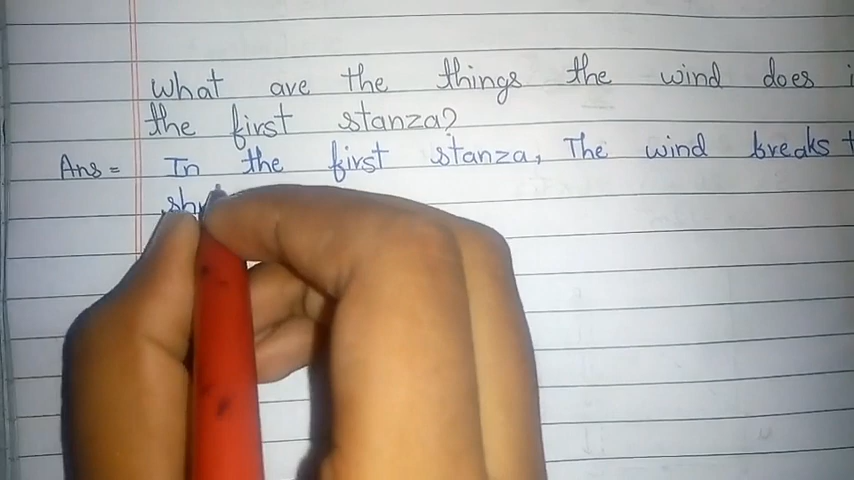 What are the things the wind does
the first stanza?
Ans = In the first stanza, The wind breaks